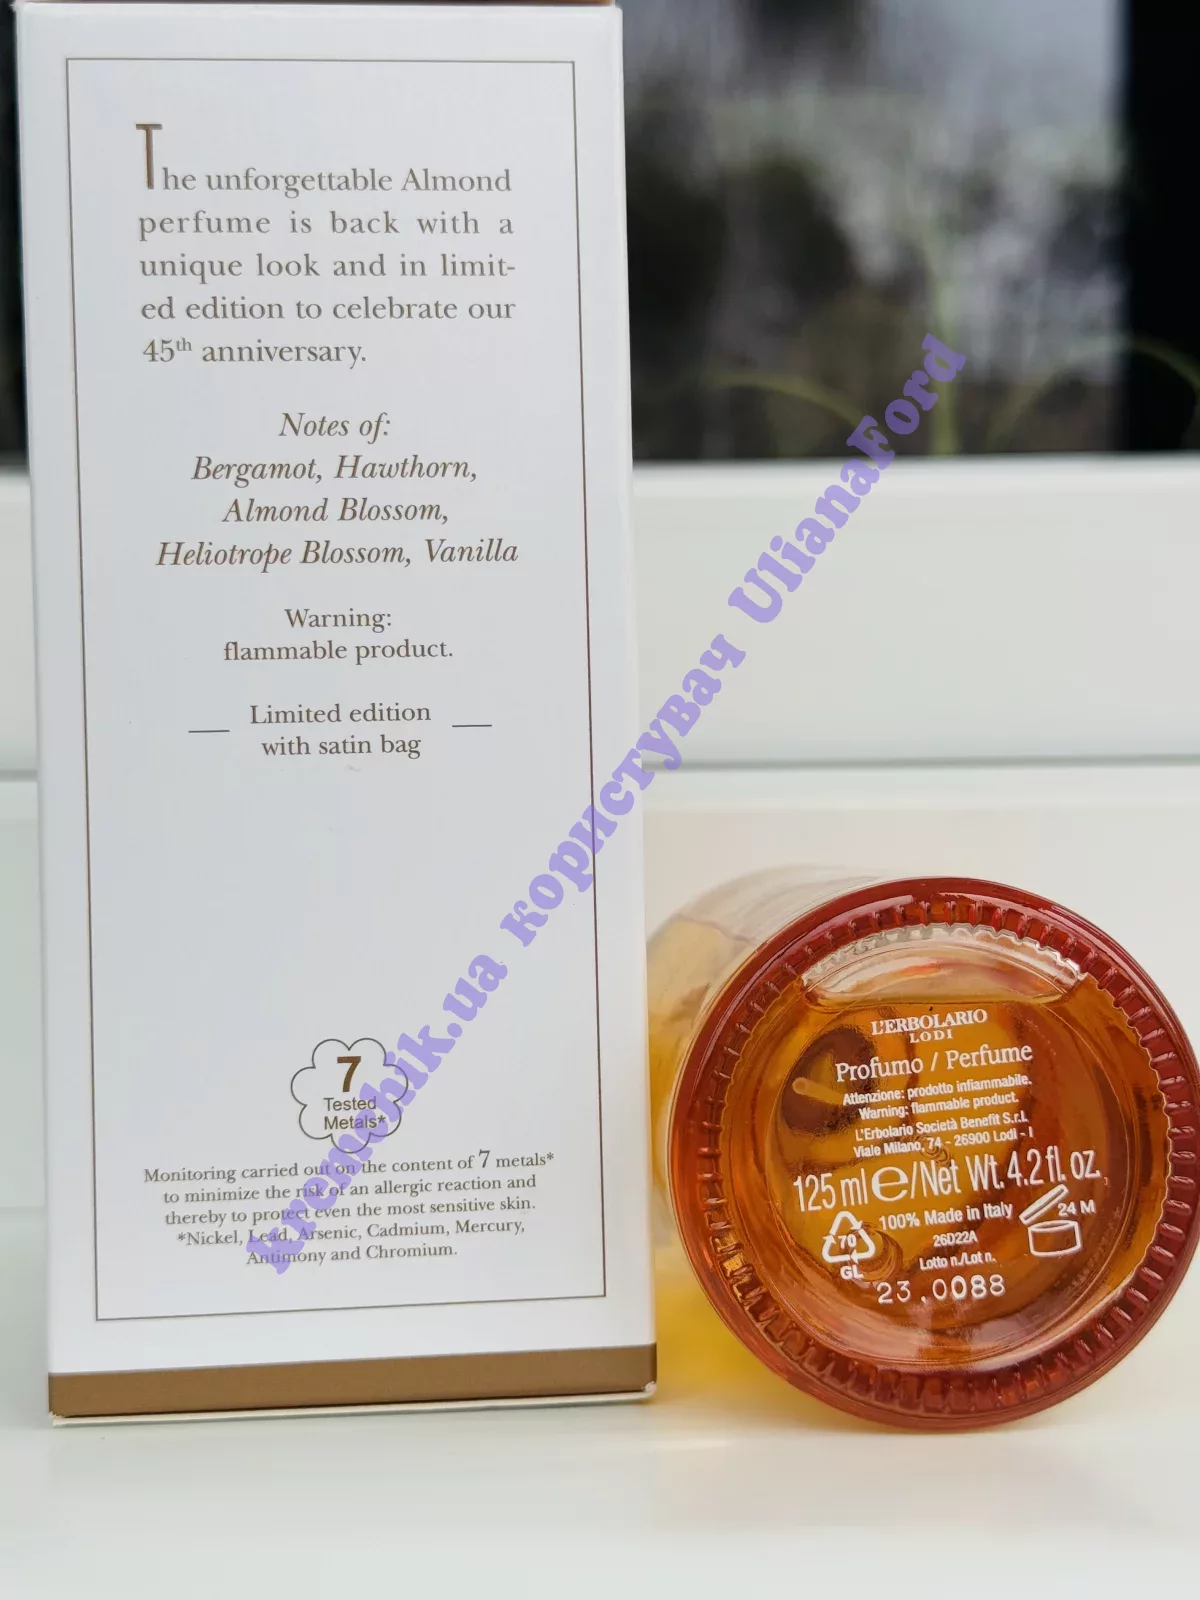 The unforgettable Almond
perfume is back with a
unique look and in limit-
ed edition to celebrate our
45th anniversary.
Notes of:
Bergamot, Hawthorn,
Almond Blossom,
Heliotrope Blossom, Vanilla
Warning:
flammable product.
Limited edition
with satin bag
7
Tested
Metals*
Monitoring carried out on the content of 7 metals*
to minimize the risk of an allergic reaction and
thereby to protect even the most sensitive skin.
*Nickel, Lead, Arsenic, Cadmium, Mercury,
Antimony and Chromium.
L'ERBOLARIO
LODI
Profumo / Perfume
Attenzione: prodotto infiammabile.
Warning: flammable product.
L'Erbolario Società Benefit S.r.l.
Viale Milano, 74 - 26900 Lodi - I
125 ml e/Net Wt. 4.2 fl. oz.
100% Made in Italy
24 M
70
GL
26D22A
Lotto n./Lot n.
23.0088
kremchik.ua користувач UlianaFord